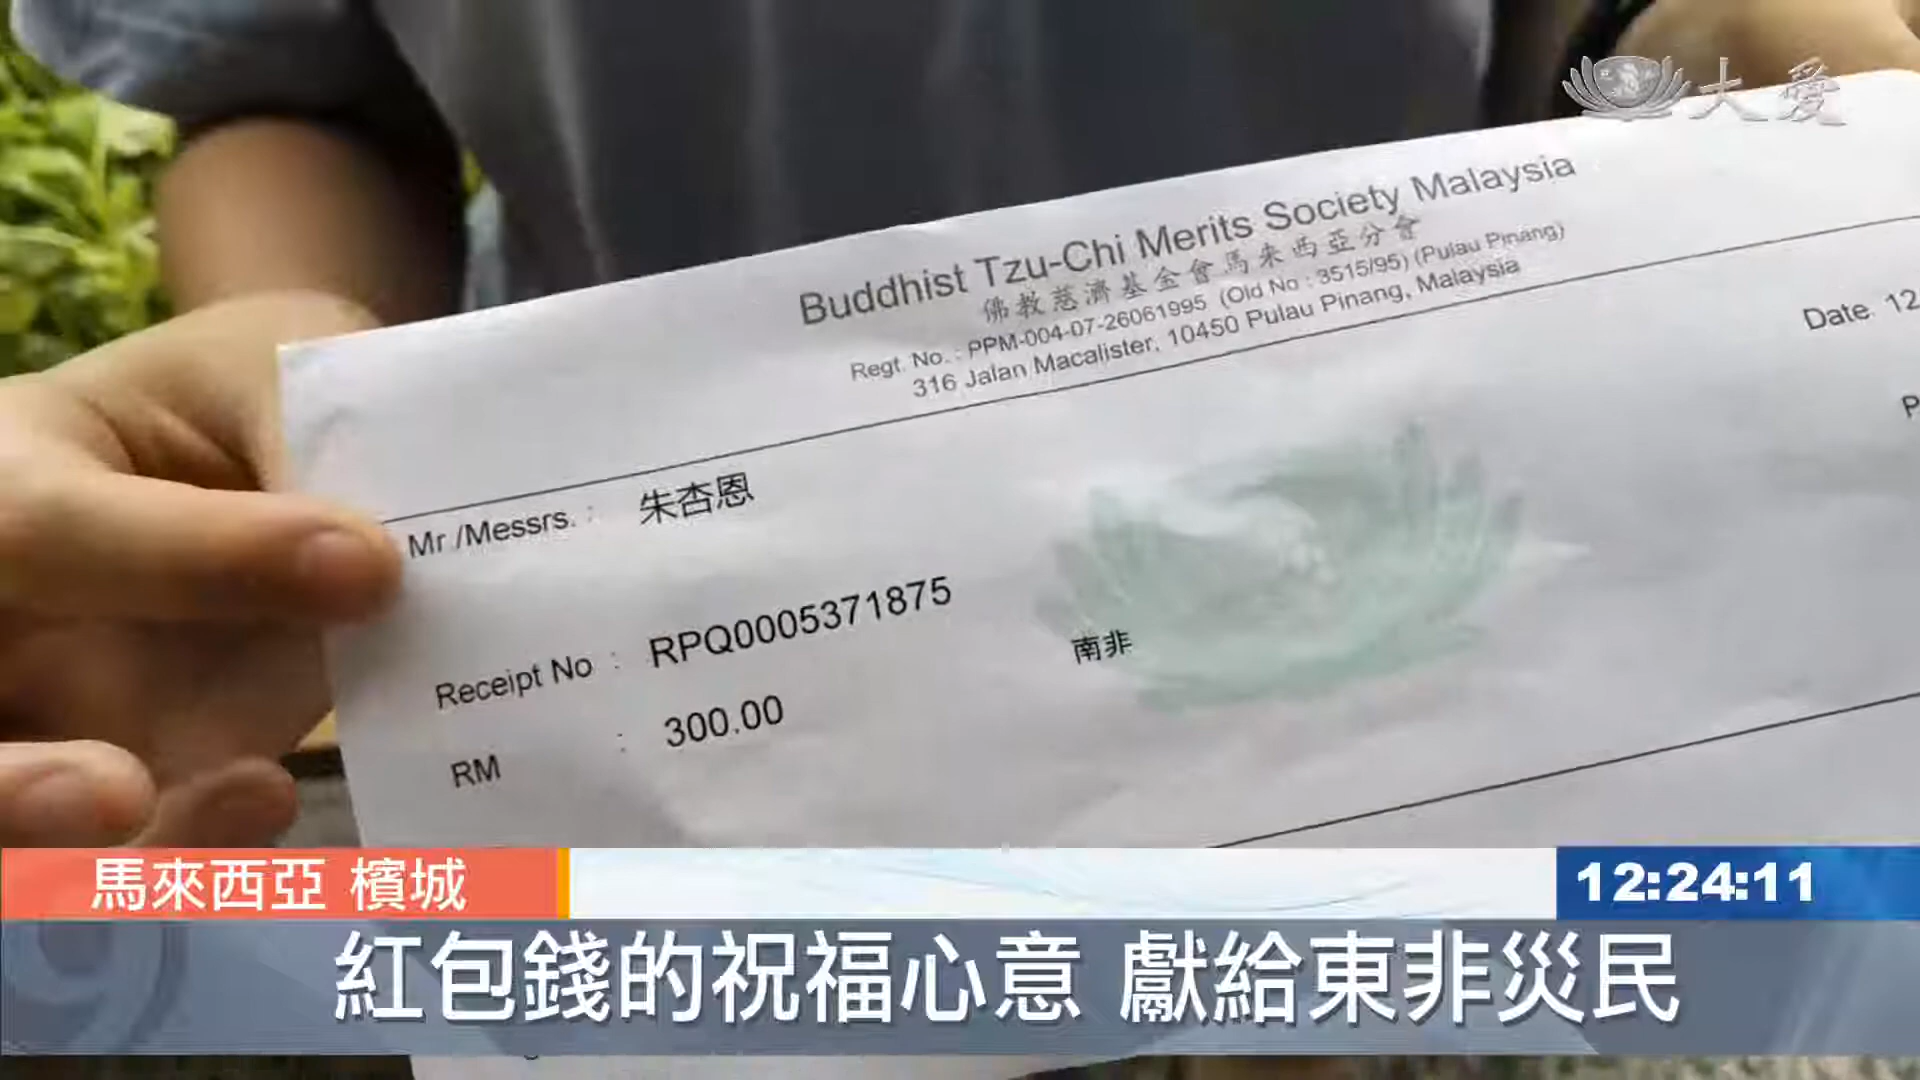 大愛
Buddhist Tzu-Chi Merits Society Malaysia
佛教慈濟基金會馬來西亞分會
Regt. No. : PPM-004-07-26061995 (Old No : 3515/95) (Pulau Pinang)
316 Jalan Macalister, 10450 Pulau Pinang, Malaysia
Date 12
P
Mr./Messrs. : 朱杏恩
Receipt No : RPQ0005371875
南非
RM : 300.00
馬來西亞 檳城
12:24:11
紅包錢的祝福心意 獻給東非災民